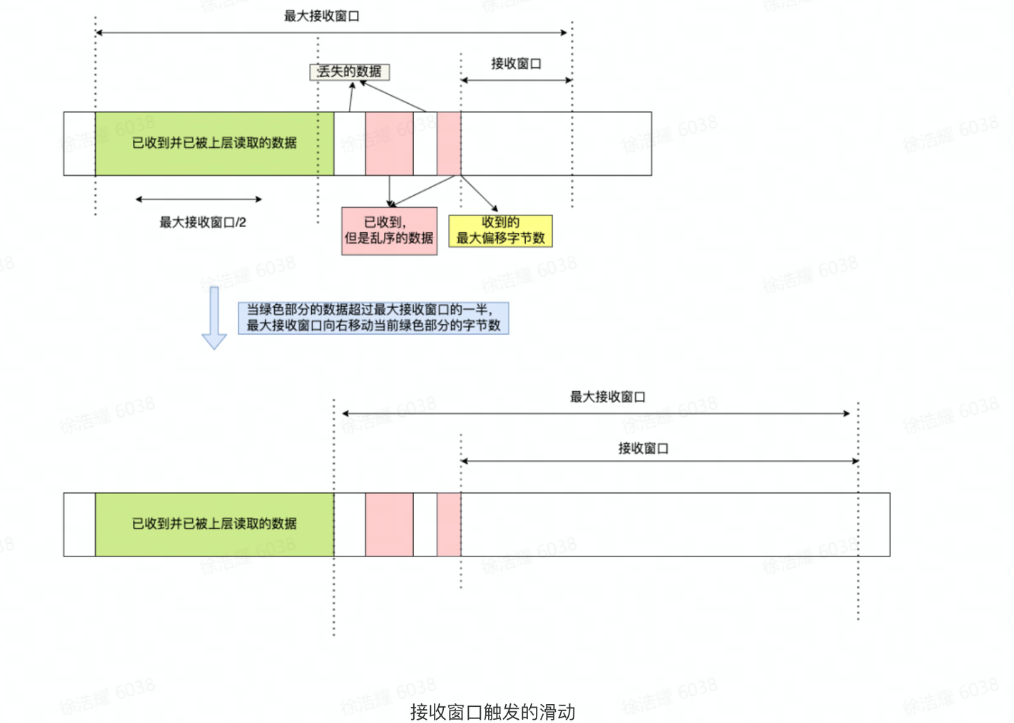 最大接收窗口
接收窗口
丢失的数据
已收到并已被上层读取的数据
最大接收窗口/2
已收到，
但是乱序的数据
收到的
最大偏移字节数
当绿色部分的数据超过最大接收窗口的一半，
最大接收窗口向右移动当前绿色部分的字节数
最大接收窗口
接收窗口
已收到并已被上层读取的数据
接收窗口触发的滑动
徐浩耀 6038